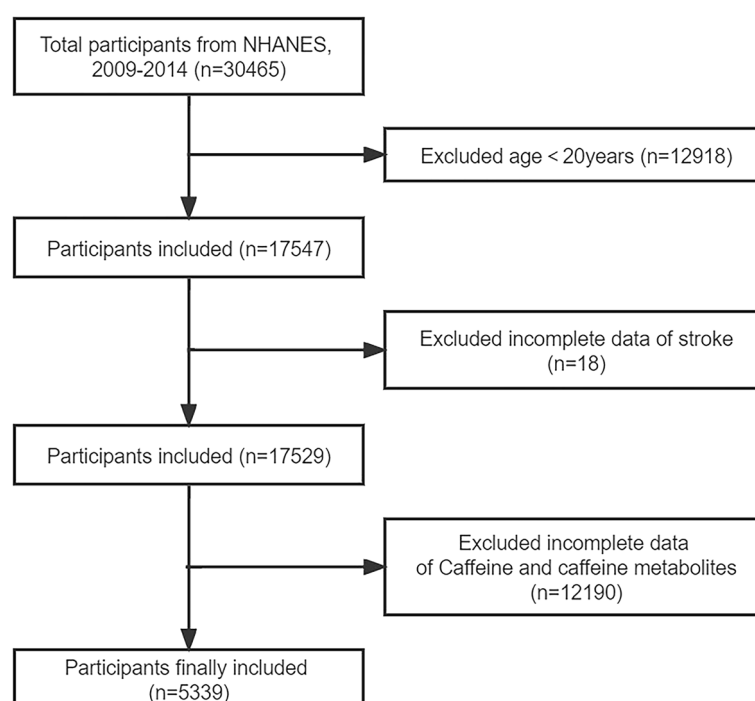 Total participants from NHANES,
2009-2014 (n=30465)
Excluded age < 20years (n=12918)
Participants included (n=17547)
Excluded incomplete data of stroke
(n=18)
Participants included (n=17529)
Excluded incomplete data
of Caffeine and caffeine metabolites
(n=12190)
Participants finally included
(n=5339)